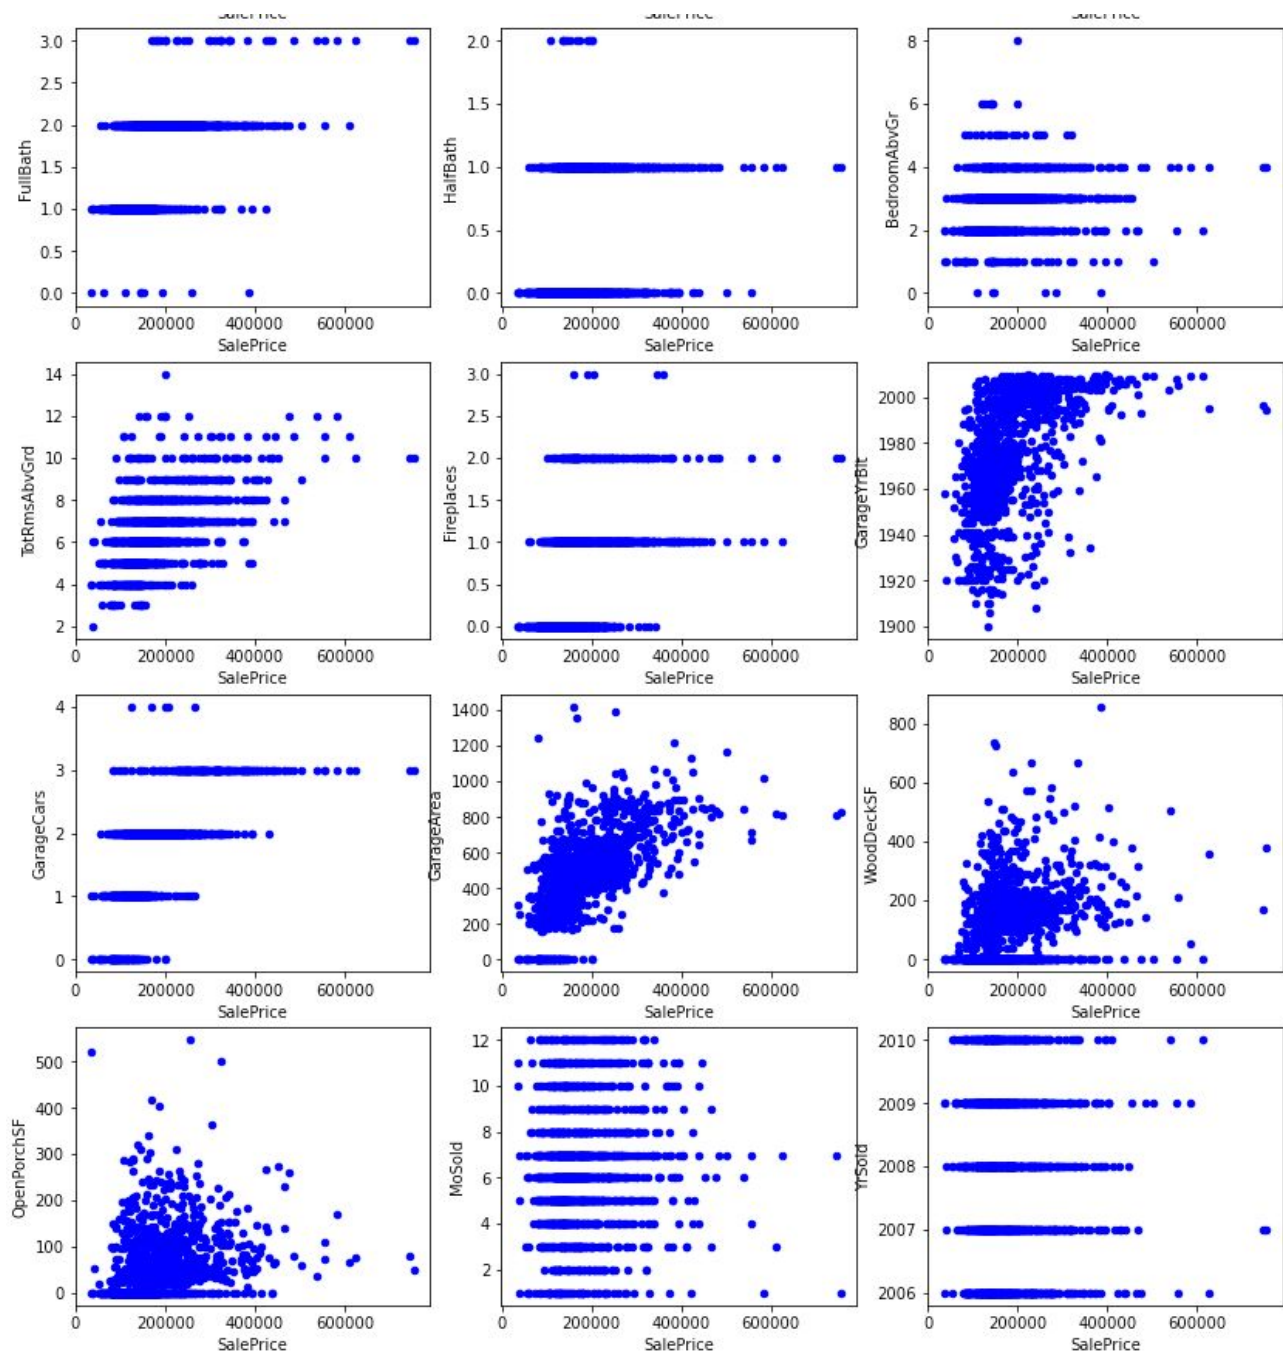 SalePrice SalePrice SalePrice
3.0
2.5
2.0
1.5
1.0
0.5
0.0
FullBath
0 200000 400000 600000
SalePrice
2.0
1.5
1.0
0.5
0.0
HalfBath
0 200000 400000 600000
SalePrice
8
6
4
2
0
BedroomAbvGr
0 200000 400000 600000
SalePrice
14
12
10
8
6
4
2
TotRmsAbvGrd
0 200000 400000 600000
SalePrice
3.0
2.5
2.0
1.5
1.0
0.5
0.0
Fireplaces
0 200000 400000 600000
SalePrice
2000
1980
1960
1940
1920
1900
GarageYrBlt
0 200000 400000 600000
SalePrice
4
3
2
1
0
GarageCars
0 200000 400000 600000
SalePrice
1400
1200
1000
800
600
400
200
0
GarageArea
0 200000 400000 600000
SalePrice
800
600
400
200
0
WoodDeckSF
0 200000 400000 600000
SalePrice
500
400
300
200
100
0
OpenPorchSF
0 200000 400000 600000
SalePrice
12
10
8
6
4
2
MoSold
0 200000 400000 600000
SalePrice
2010
2009
2008
2007
2006
YrSold
0 200000 400000 600000
SalePrice